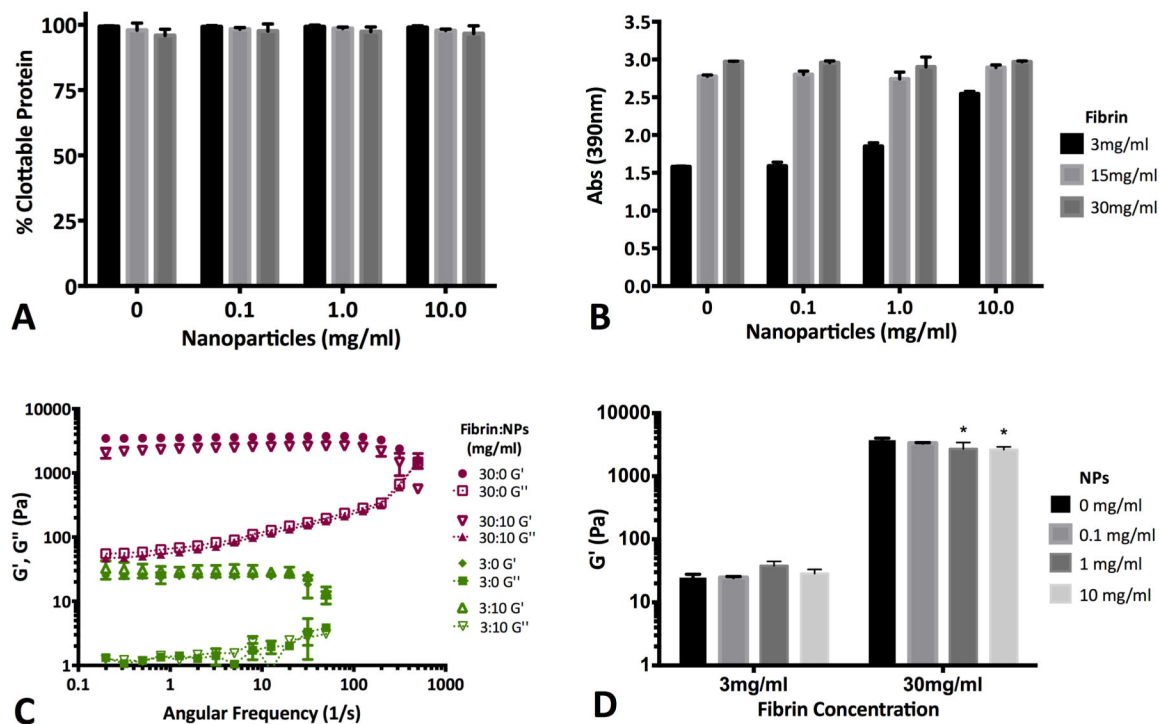 % Clottable Protein
100
75
50
25
0
0 0.1 1.0 10.0
Nanoparticles (mg/ml)
A
Abs (390nm)
3.5
3.0
2.5
2.0
1.5
1.0
0.5
0.0
0 0.1 1.0 10.0
Nanoparticles (mg/ml)
B
Fibrin
3mg/ml
15mg/ml
30mg/ml
G', G'' (Pa)
10000
1000
100
10
1
0.1 1 10 100 1000
Angular Frequency (1/s)
C
Fibrin:NPs
(mg/ml)
30:0 G'
30:0 G''
30:10 G'
30:10 G''
3:0 G'
3:0 G''
3:10 G'
3:10 G''
G' (Pa)
10000
1000
100
10
1
* *
3mg/ml 30mg/ml
Fibrin Concentration
D
NPs
0 mg/ml
0.1 mg/ml
1 mg/ml
10 mg/ml